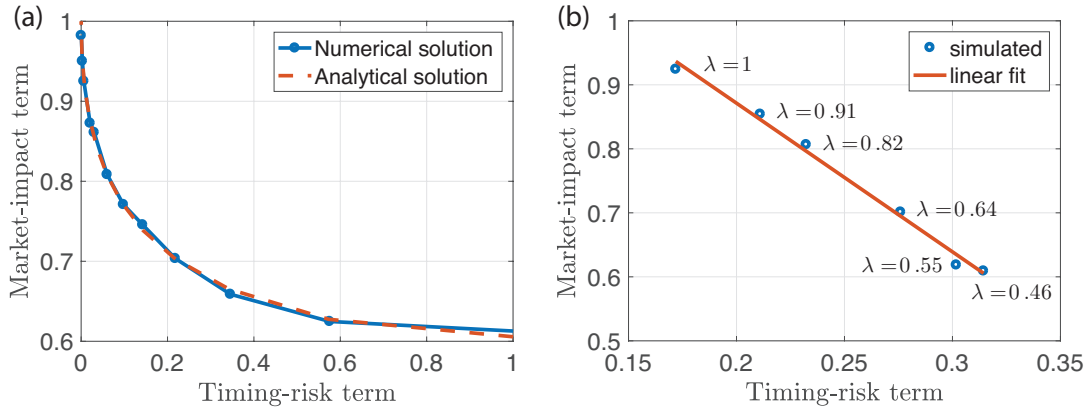 (a)
Market-impact term
1
0.9
0.8
0.7
0.6
Numerical solution
Analytical solution
0
0.2
0.4
0.6
0.8
1
Timing-risk term
(b)
Market-impact term
1
0.9
0.8
0.7
0.6
0.5
simulated
linear fit
λ = 1
λ = 0.91
λ = 0.82
λ = 0.64
λ = 0.55
λ = 0.46
0.15
0.2
0.25
0.3
0.35
Timing-risk term